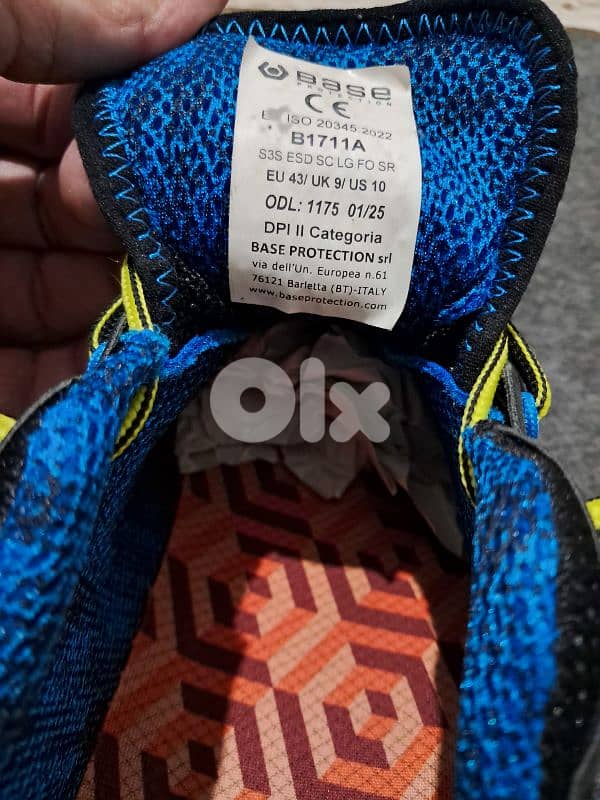 BASE
PROTECTION
CE
ISO 20345:2022
B1711A
S3S ESD SC LG FO SR
EU 43/ UK 9/ US 10
ODL: 1175 01/25
DPI II Categoria
BASE PROTECTION srl
via dell'Un. Europea n.61
76121 Barletta (BT)-ITALY
www.baseprotection.com
Olx